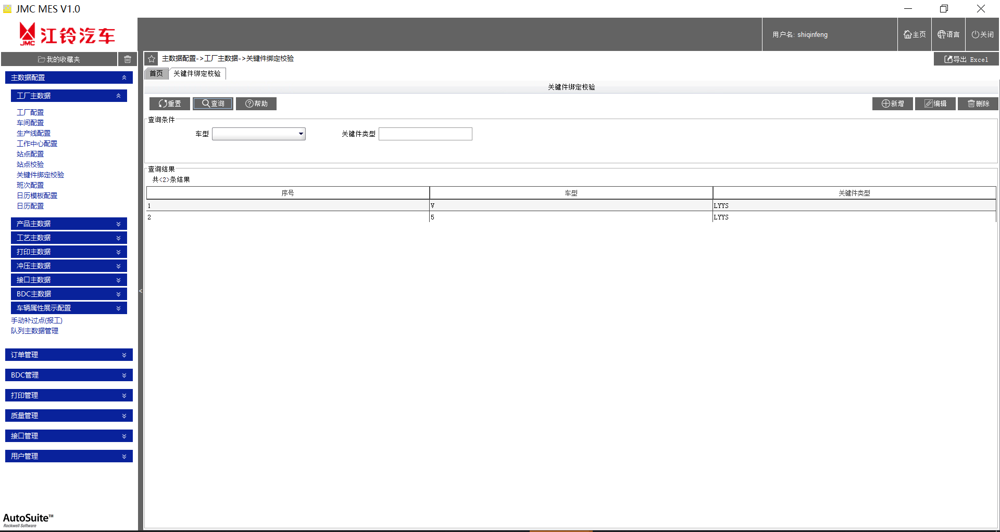 JMC MES V1.0
JMC 江铃汽车
用户名: shiqinfeng
主页
语言
关闭
我的收藏夹
主数据配置->工厂主数据->关键件绑定校验
导出 Excel
首页
关键件绑定校验
关键件绑定校验
重置
查询
帮助
新增
编辑
删除
查询条件
车型
关键件类型
查询结果
共<2>条结果
序号 车型 关键件类型
1 V LYYS
2 5 LYYS
主数据配置
工厂主数据
工厂配置
车间配置
生产线配置
工作中心配置
站点配置
站点校验
关键件绑定校验
班次配置
日历模板配置
日历配置
产品主数据
工艺主数据
打印主数据
冲压主数据
接口主数据
BDC主数据
车辆属性展示配置
手动补过点(报工)
队列主数据管理
订单管理
BDC管理
打印管理
质量管理
接口管理
用户管理
<
AutoSuite™
Rockwell Software